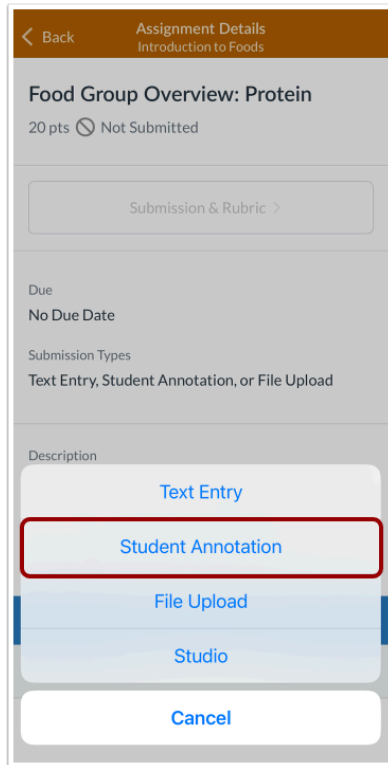 Back
Assignment Details
Introduction to Foods
Food Group Overview: Protein
20 pts Not Submitted
Submission & Rubric
Due
No Due Date
Submission Types
Text Entry, Student Annotation, or File Upload
Description
Text Entry
Student Annotation
File Upload
Studio
Cancel